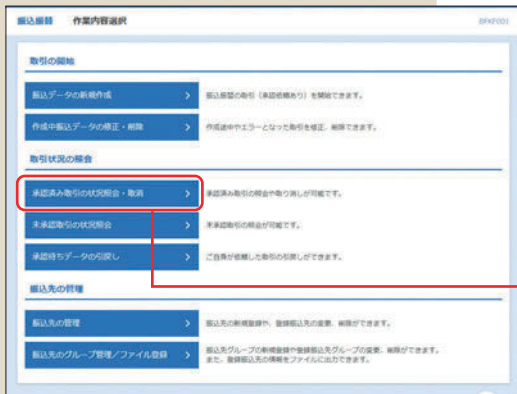 振込振替 作業内容選択 BFKF001
取引の開始
振込データの新規作成 > 振込振替の取引（承認依頼あり）を開始できます。
作成中振込データの修正・削除 > 作成途中やエラーとなった取引を修正、削除できます。
取引状況の照会
承認済み取引の状況照会・取消 > 承認済み取引の照会や取り消しが可能です。
未承認取引の状況照会 > 未承認取引の照会が可能です。
承認待ちデータの引戻し > ご自身が依頼した取引の引戻しができます。
振込先の管理
振込先の管理 > 振込先の新規登録や、登録振込先の変更、削除ができます。
振込先のグループ管理／ファイル登録 > 振込先グループの新規登録や登録振込先グループの変更、削除ができます。
また、登録振込先の情報をファイルに出力できます。